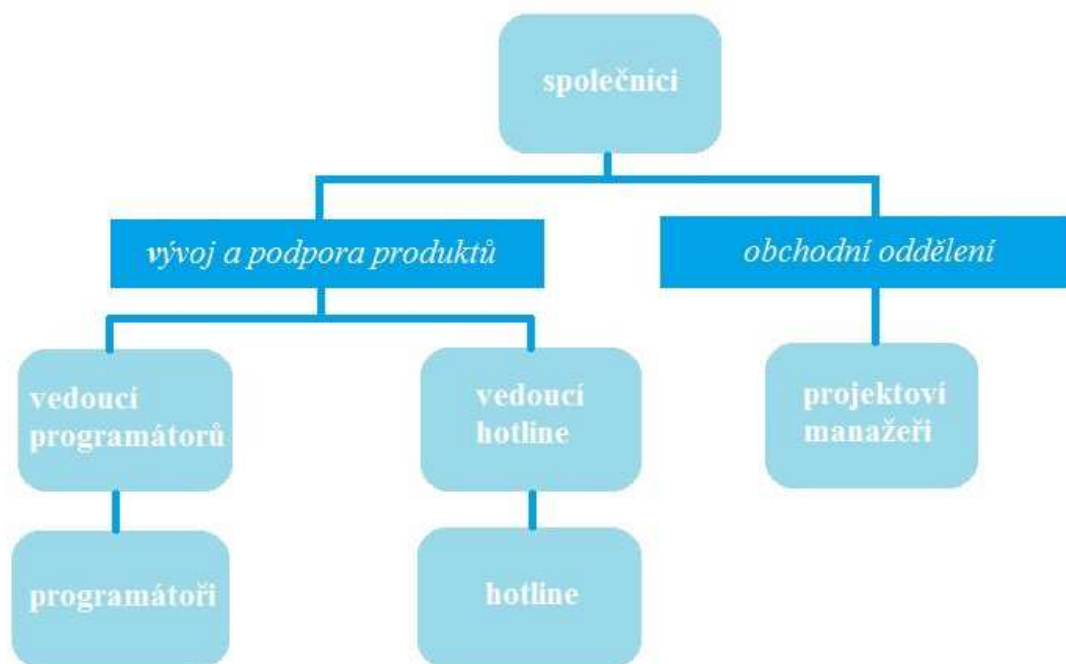 společníci
vývoj a podpora produktů
obchodní oddělení
vedoucí
programátorů
vedoucí
hotline
projektoví
manažeři
programátoři
hotline